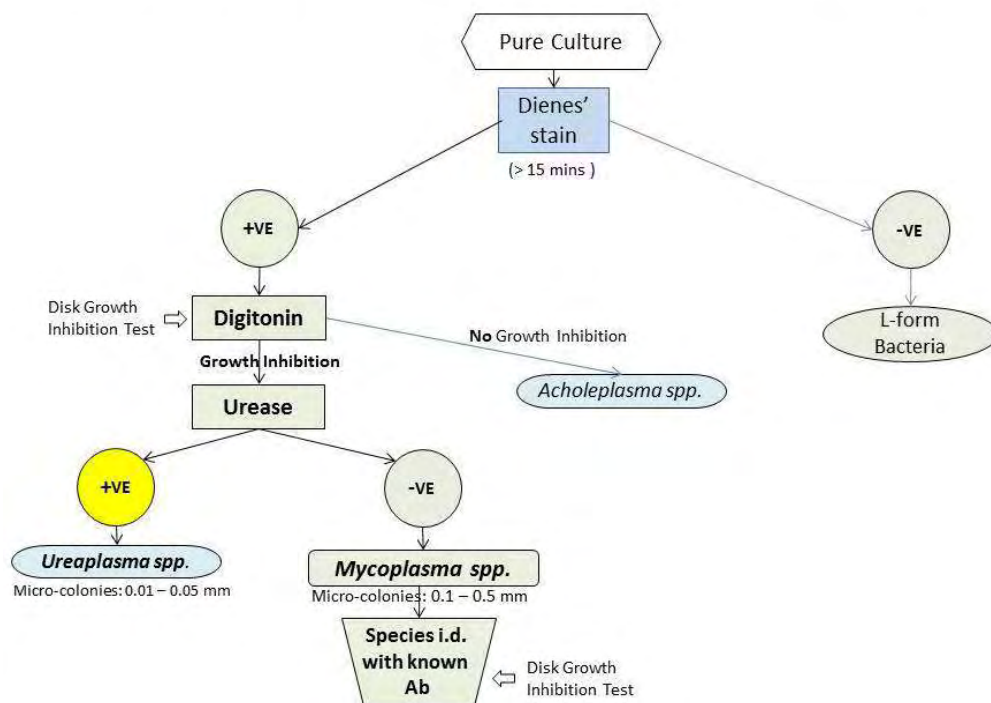 Pure Culture
Dienes'
stain
(> 15 mins )
+VE
-VE
Disk Growth
Inhibition Test
Digitonin
No Growth Inhibition
L-form
Bacteria
Growth Inhibition
Acholeplasma spp.
Urease
+VE
-VE
Ureaplasma spp.
Micro-colonies: 0.01 – 0.05 mm
Mycoplasma spp.
Micro-colonies: 0.1 – 0.5 mm
Species i.d.
with known
Ab
Disk Growth
Inhibition Test